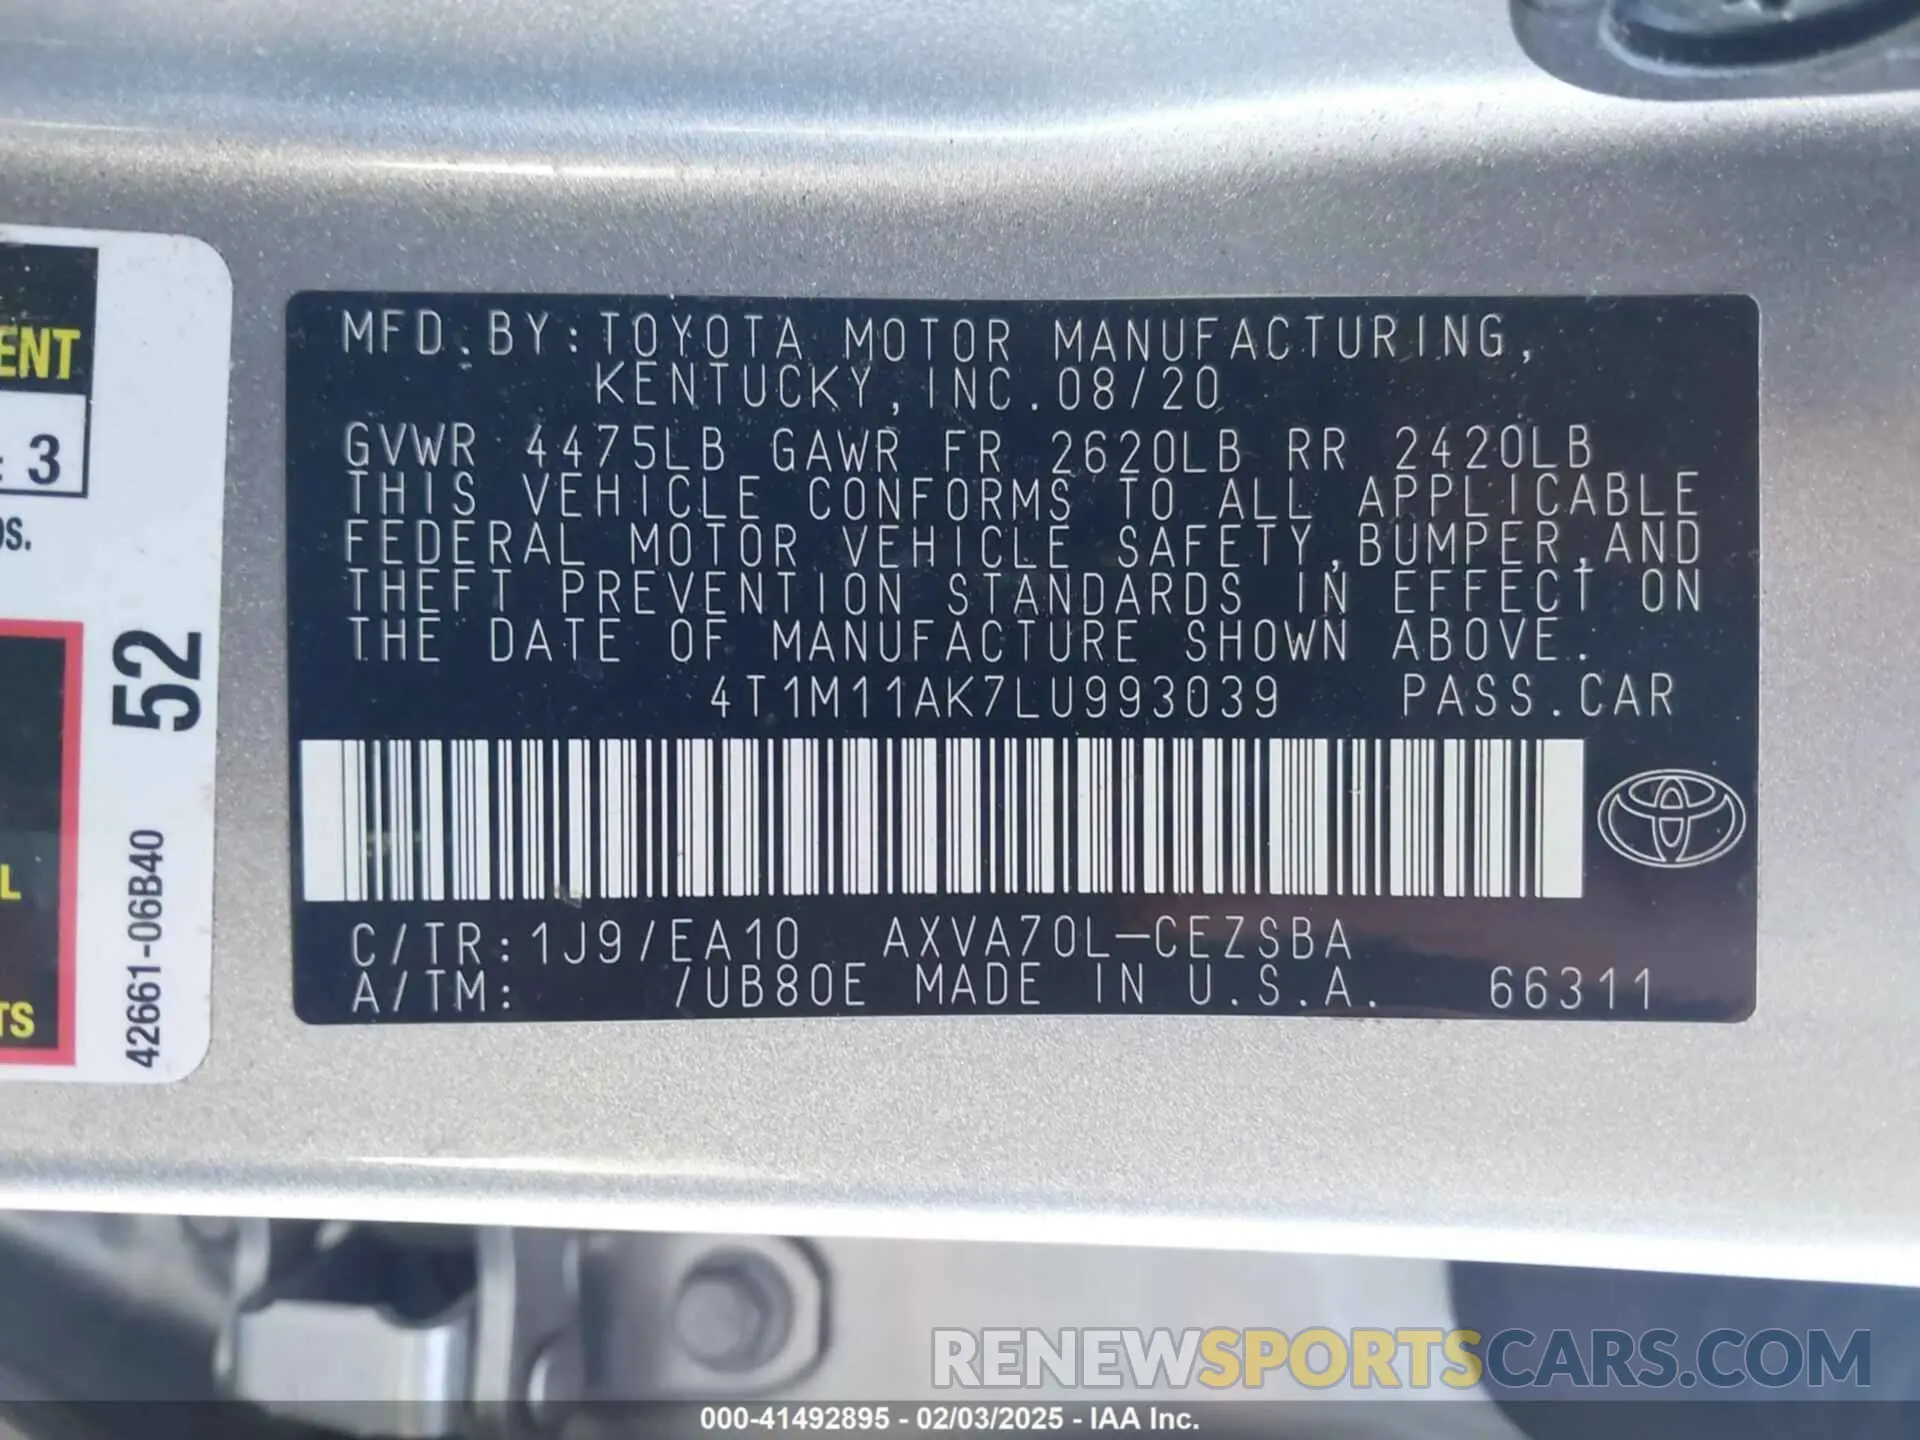 MFD.BY:TOYOTA MOTOR MANUFACTURING,
KENTUCKY, INC.08/20
GVWR 4475LB GAWR FR 2620LB RR 2420LB
THIS VEHICLE CONFORMS TO ALL APPLICABLE
FEDERAL MOTOR VEHICLE SAFETY,BUMPER,AND
THEFT PREVENTION STANDARDS IN EFFECT ON
THE DATE OF MANUFACTURE SHOWN ABOVE.
4T1M11AK7LU993039 PASS.CAR
C/TR:1J9/EA10 AXVA70L-CEZSBA
A/TM: /UB80E MADE IN U.S.A. 66311
ENT
: 3
DS.
52
42661-06B40
L
TS
RENEWSPORTSCARS.COM
000-41492895 - 02/03/2025 - IAA Inc.